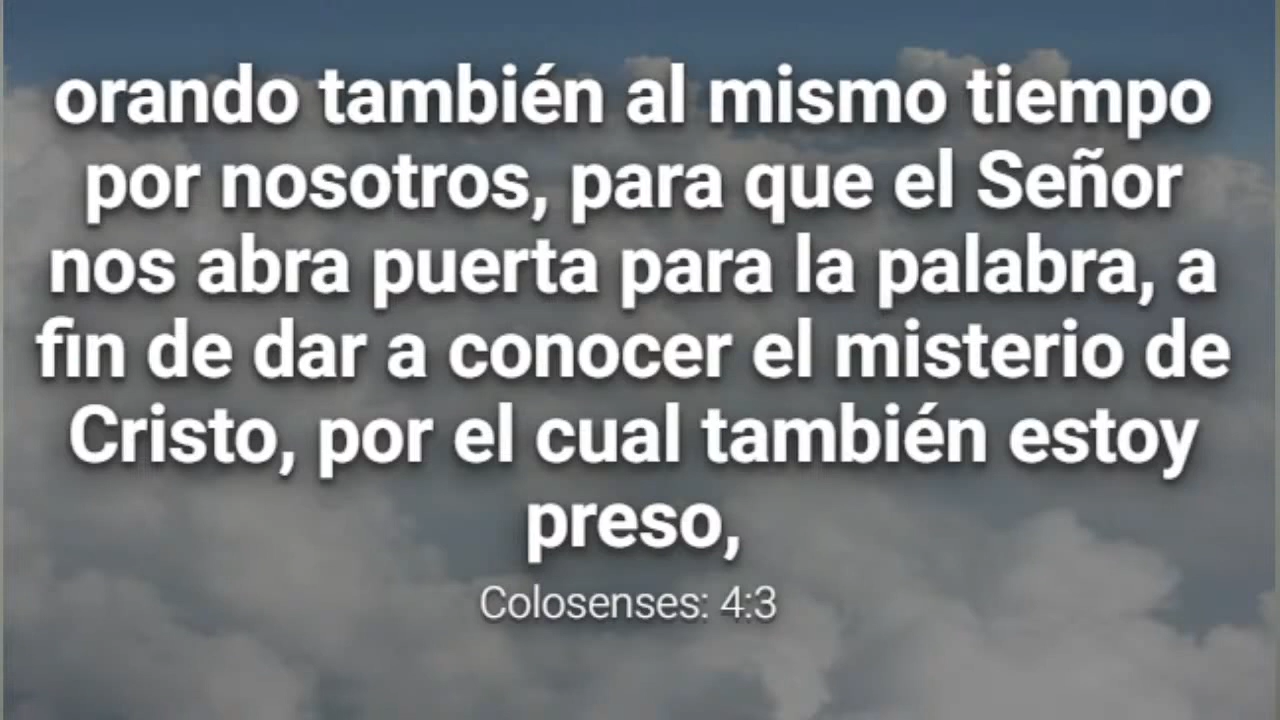 orando también al mismo tiempo
por nosotros, para que el Señor
nos abra puerta para la palabra, a
fin de dar a conocer el misterio de
Cristo, por el cual también estoy
preso,
Colosenses: 4:3